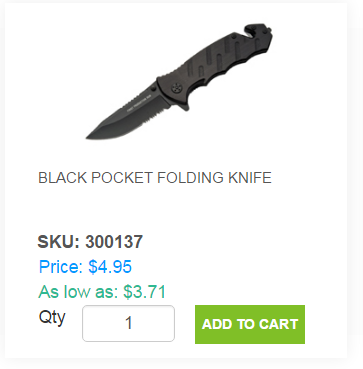 BLACK POCKET FOLDING KNIFE
SKU: 300137
Price: $4.95
As low as: $3.71
Qty 1 ADD TO CART